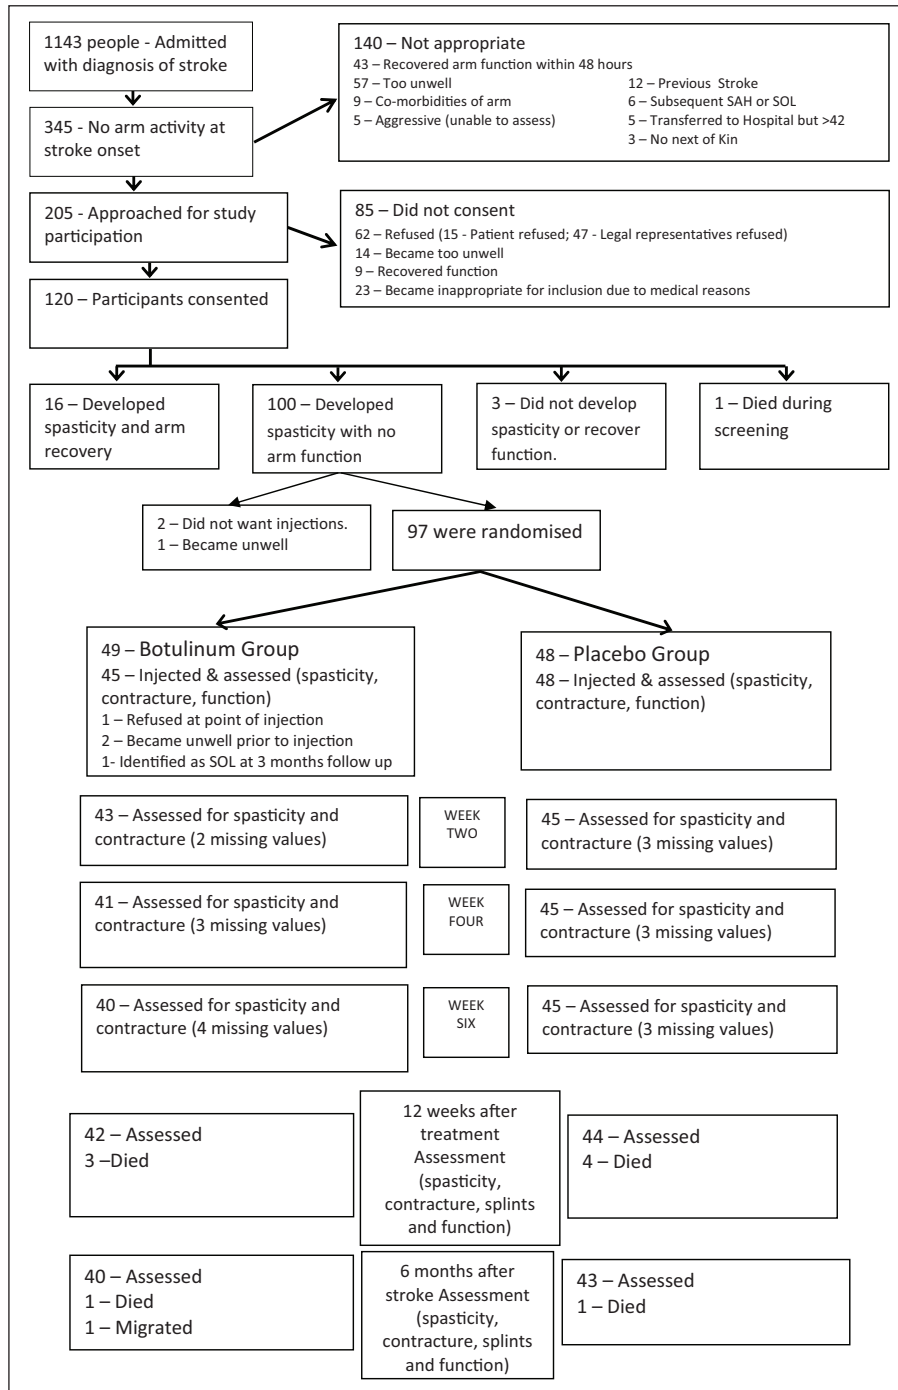 1143 people - Admitted
with diagnosis of stroke
140 – Not appropriate
43 – Recovered arm function within 48 hours
57 – Too unwell
12 – Previous Stroke
9 – Co-morbidities of arm
6 – Subsequent SAH or SOL
5 – Aggressive (unable to assess)
5 – Transferred to Hospital but >42
3 – No next of Kin
345 - No arm activity at
stroke onset
205 - Approached for study
participation
85 – Did not consent
62 – Refused (15 - Patient refused; 47 - Legal representatives refused)
14 – Became too unwell
9 – Recovered function
23 – Became inappropriate for inclusion due to medical reasons
120 – Participants consented
16 – Developed
spasticity and arm
recovery
100 – Developed
spasticity with no
arm function
3 – Did not develop
spasticity or recover
function.
1 – Died during
screening
2 – Did not want injections.
1 – Became unwell
97 were randomised
49 – Botulinum Group
45 – Injected & assessed (spasticity,
contracture, function)
1 – Refused at point of injection
2 – Became unwell prior to injection
1- Identified as SOL at 3 months follow up
48 – Placebo Group
48 – Injected & assessed (spasticity,
contracture, function)
43 – Assessed for spasticity and
contracture (2 missing values)
WEEK
TWO
45 – Assessed for spasticity and
contracture (3 missing values)
41 – Assessed for spasticity and
contracture (3 missing values)
WEEK
FOUR
45 – Assessed for spasticity and
contracture (3 missing values)
40 – Assessed for spasticity and
contracture (4 missing values)
WEEK
SIX
45 – Assessed for spasticity and
contracture (3 missing values)
42 – Assessed
3 –Died
12 weeks after
treatment
Assessment
(spasticity,
contracture, splints
and function)
44 – Assessed
4 – Died
40 – Assessed
1 – Died
1 – Migrated
6 months after
stroke Assessment
(spasticity,
contracture, splints
and function)
43 – Assessed
1 – Died